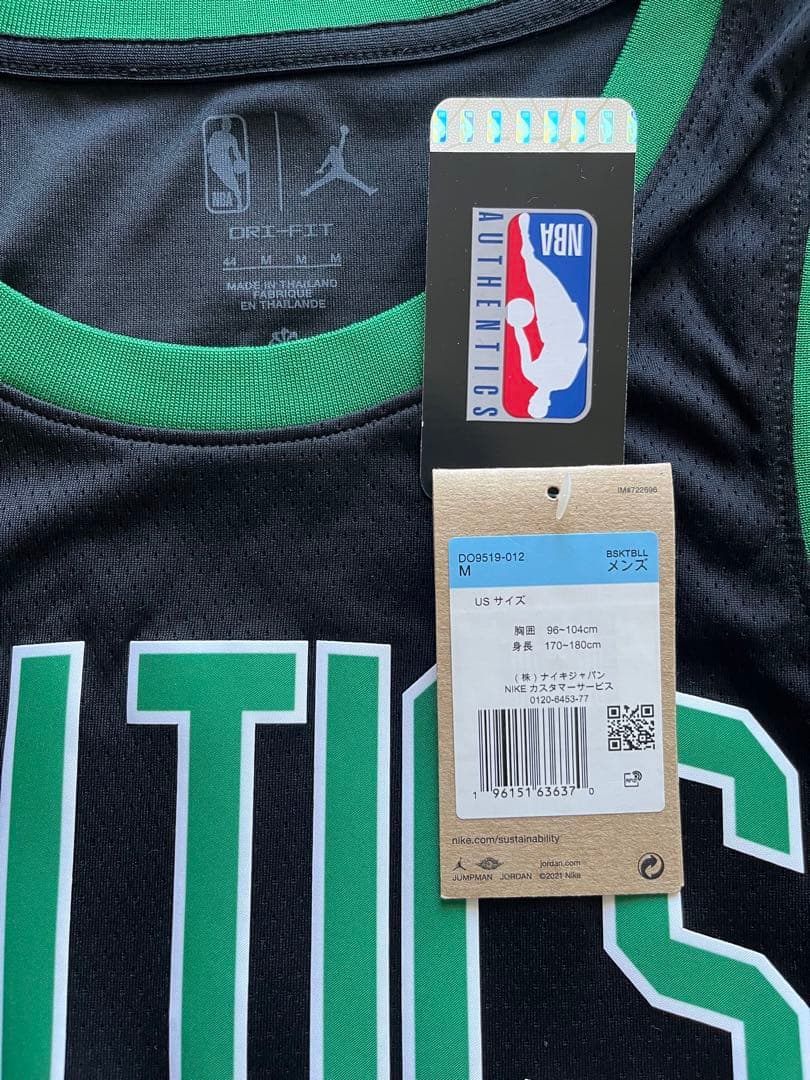 NBA
DRI-FIT
44 M M M
MADE IN THAILAND
FABRIQUE
EN THAILANDE
NBA
AUTHENTICS
IM#722696
DO9519-012
M
BSKTBLL
メンズ
US サイズ
胸囲 96~104cm
身長 170~180cm
(株)ナイキジャパン
NIKE カスタマーサービス
0120-6453-77
1 96151 63637 0
nike.com/sustainability
JUMPMAN JORDAN
jordan.com
©2021 Nike
LTICS